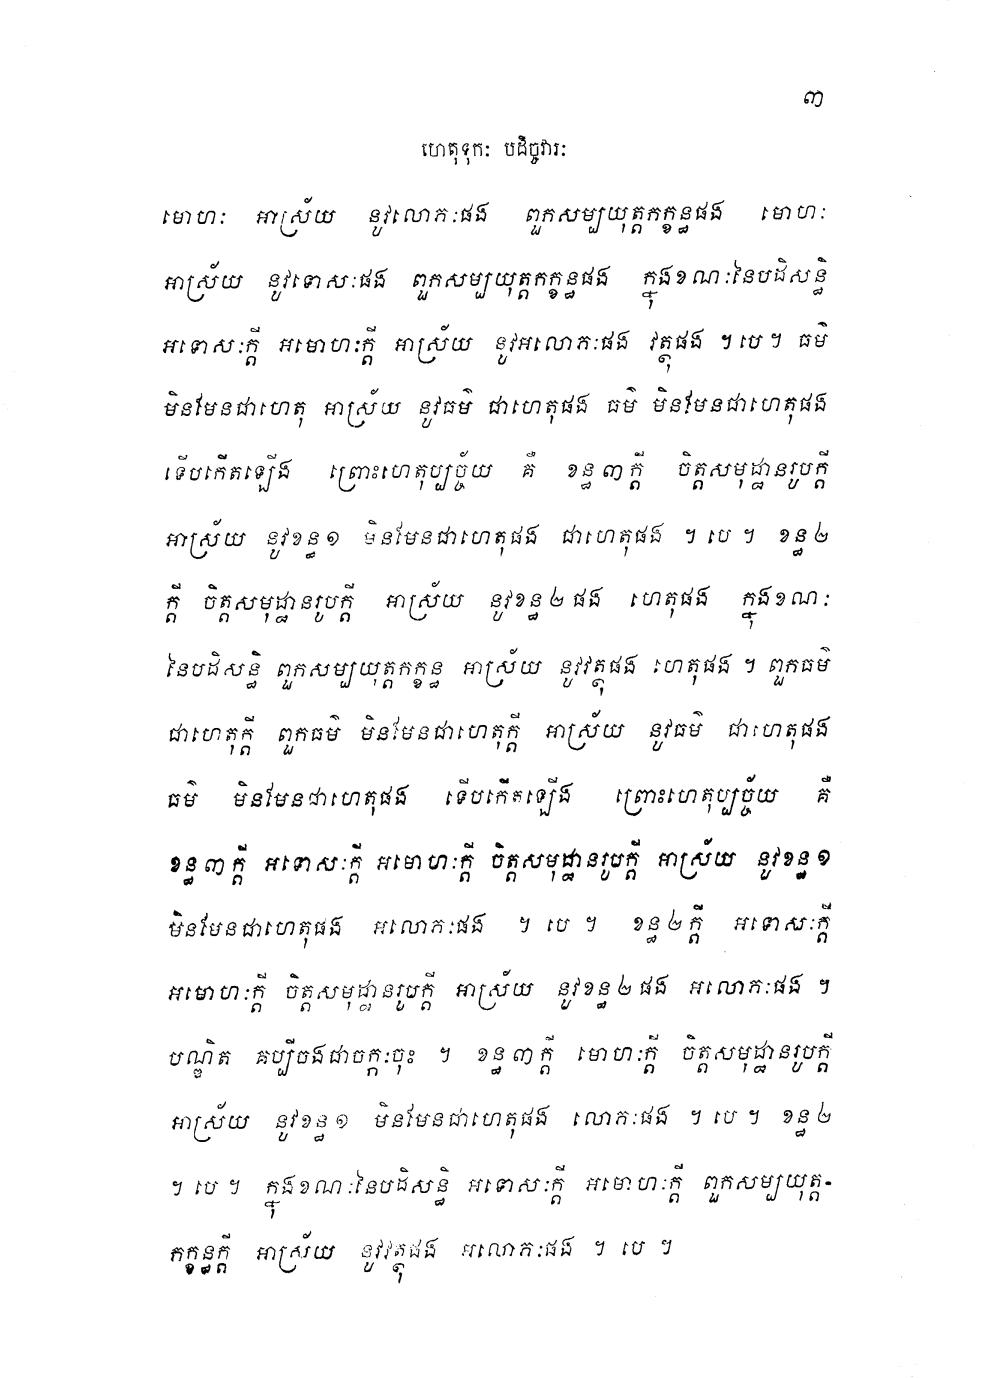 ៣
ហេតុទុកៈ បដិច្ចវារៈ
មោហៈ អាស្រ័យ នូវលោភៈផង ពួកសម្បយុត្តកក្ខន្ធផង មោហៈ
អាស្រ័យ នូវទោសៈផង ពួកសម្បយុត្តកក្ខន្ធផង ក្នុងខណៈនៃបដិសន្ធិ
អទោសៈក្តី អមោហៈក្តី អាស្រ័យ នូវអលោភៈផង វត្ថុផង ។បេ។ ធម៌
មិនមែនជាហេតុ អាស្រ័យ នូវធម៌ ជាហេតុផង ធម៌ មិនមែនជាហេតុផង
ទើបកើតឡើង ព្រោះហេតុប្បច្ច័យ គឺ ខន្ធ៣ក្តី ចិត្តសមុដ្ឋានរូបក្តី
អាស្រ័យ នូវខន្ធ១ មិនមែនជាហេតុផង ជាហេតុផង ។ បេ ។ ខន្ធ២
ក្តី ចិត្តសមុដ្ឋានរូបក្តី អាស្រ័យ នូវខន្ធ២ផង ហេតុផង ក្នុងខណៈ
នៃបដិសន្ធិ ពួកសម្បយុត្តកក្ខន្ធ អាស្រ័យ នូវវត្ថុផង ហេតុផង ។ ពួកធម៌
ជាហេតុក្តី ពួកធម៌ មិនមែនជាហេតុក្តី អាស្រ័យ នូវធម៌ ជាហេតុផង
ធម៌ មិនមែនជាហេតុផង ទើបកើតឡើង ព្រោះហេតុប្បច្ច័យ គឺ
ខន្ធ៣ក្តី អទោសៈក្តី អមោហៈក្តី ចិត្តសមុដ្ឋានរូបក្តី អាស្រ័យ នូវខន្ធ១
មិនមែនជាហេតុផង អលោភៈផង ។ បេ ។ ខន្ធ២ក្តី អទោសៈក្តី
អមោហៈក្តី ចិត្តសមុដ្ឋានរូបក្តី អាស្រ័យ នូវខន្ធ២ផង អលោភៈផង ។
បណ្ឌិត គប្បីចងជាចក្កៈចុះ ។ ខន្ធ៣ក្តី មោហៈក្តី ចិត្តសមុដ្ឋានរូបក្តី
អាស្រ័យ នូវខន្ធ១ មិនមែនជាហេតុផង លោភៈផង ។ បេ ។ ខន្ធ២
។ បេ ។ ក្នុងខណៈនៃបដិសន្ធិ អទោសៈក្តី អមោហៈក្តី ពួកសម្បយុត្ត-
កក្ខន្ធក្តី អាស្រ័យ នូវវត្ថុផង អលោភៈផង ។ បេ ។